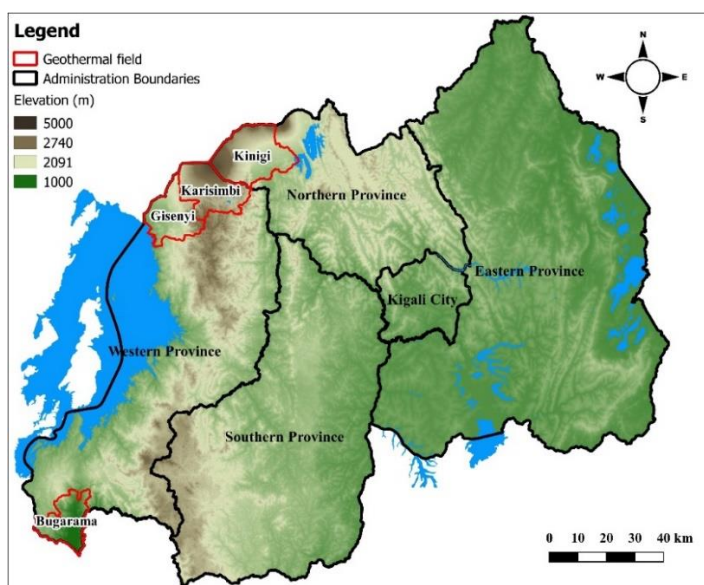 Legend
Geothermal field
Administration Boundaries
Elevation (m)
5000
2740
2091
1000
N
W E
S
Kinigi
Karisimbi
Gisenyi
Northern Province
Eastern Province
Kigali City
Western Province
Southern Province
Bugarama
0 10 20 30 40 km